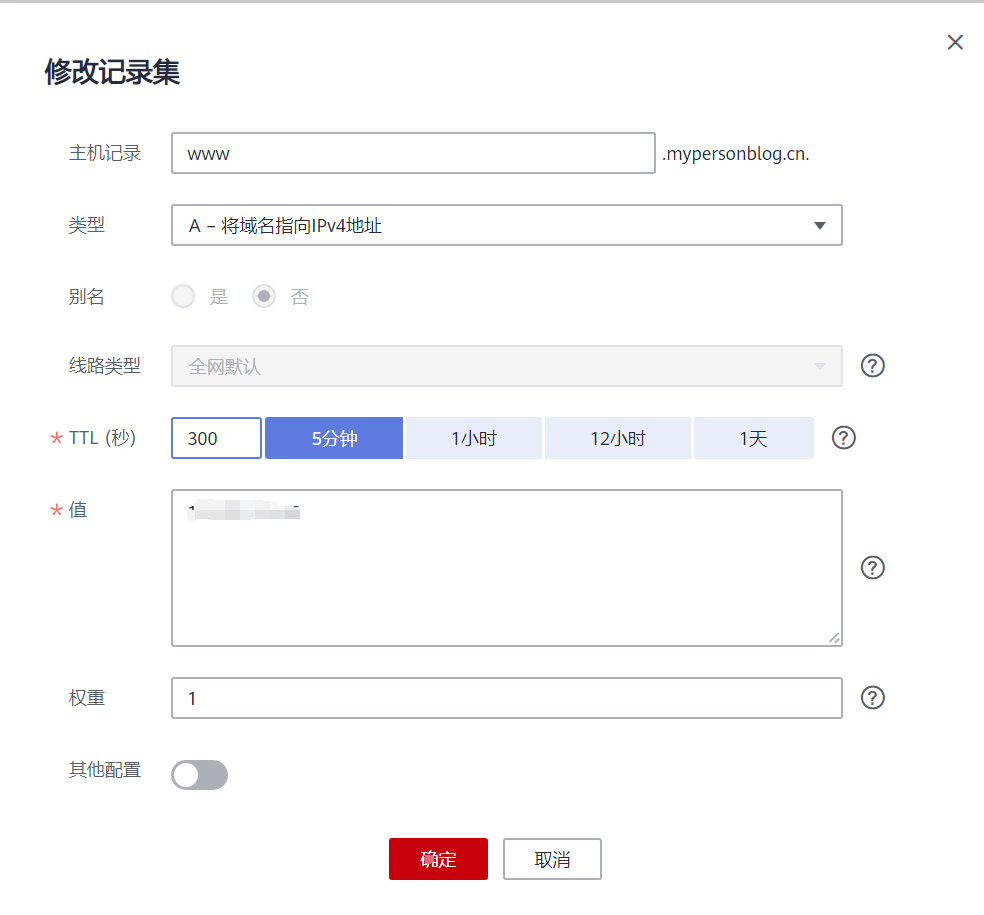 修改记录集
主机记录 www .mypersonblog.cn.
类型 A – 将域名指向IPv4地址
别名 是 否
线路类型 全网默认 ?
* TTL (秒) 300 5分钟 1小时 12小时 1天 ?
* 值
?
权重 1 ?
其他配置
确定 取消